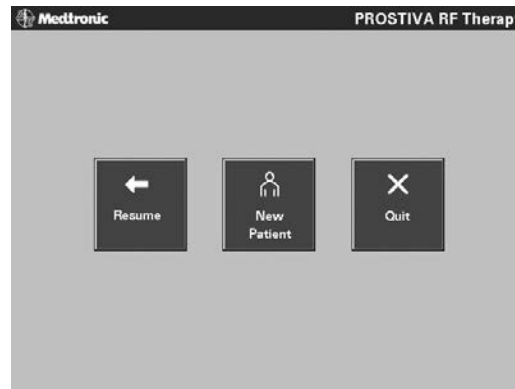 Medtronic
PROSTIVA RF Therap
Resume
New
Patient
Quit